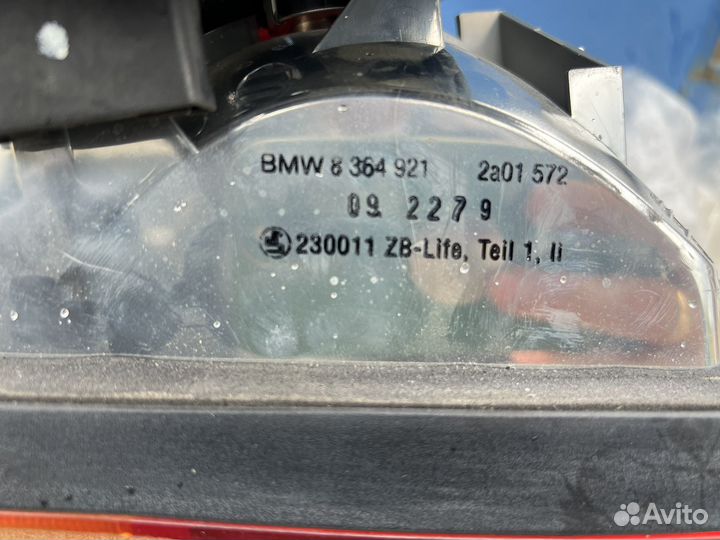 BMW 8 364 921 2a01 572
09 2279
230011 ZB-Life, Teil 1, li
Avito